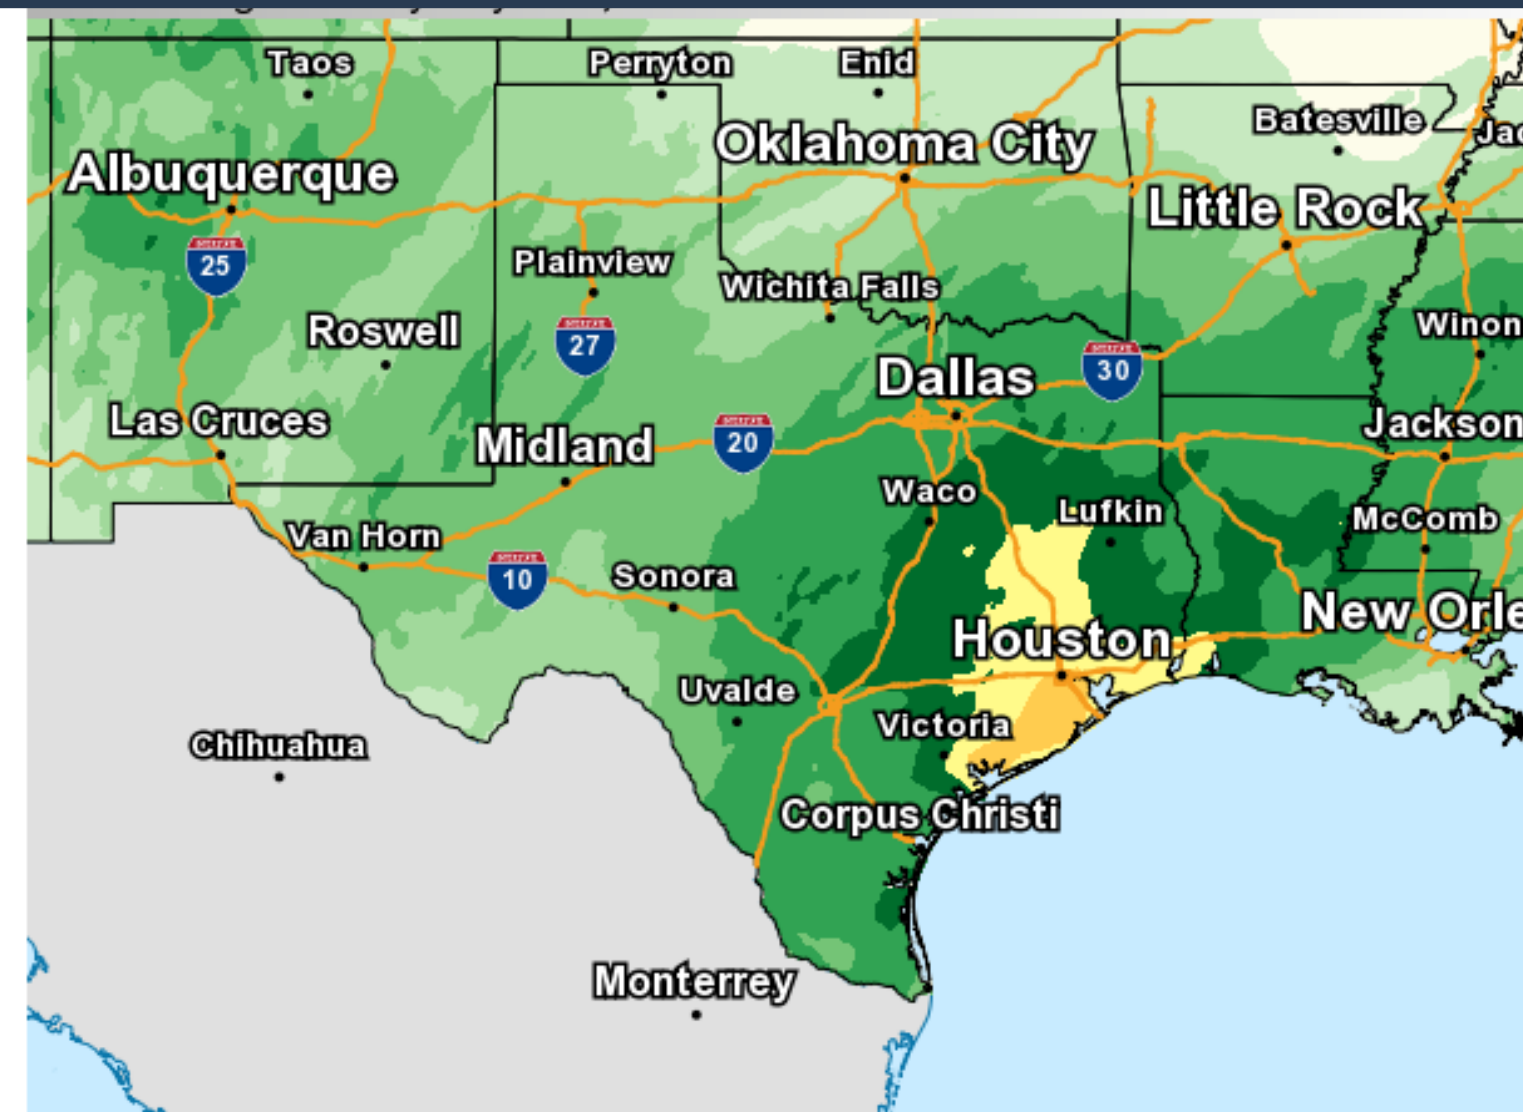 Taos
Perryton
Enid
Batesville
Oklahoma City
Albuquerque
Little Rock
25
Plainview
Wichita Falls
Roswell
Winon
27
30
Dallas
Las Cruces
Midland
20
Jackson
Waco
Lufkin
McComb
Van Horn
10
Sonora
New Orle
Houston
Uvalde
Victoria
Chihuahua
Corpus Christi
Monterrey